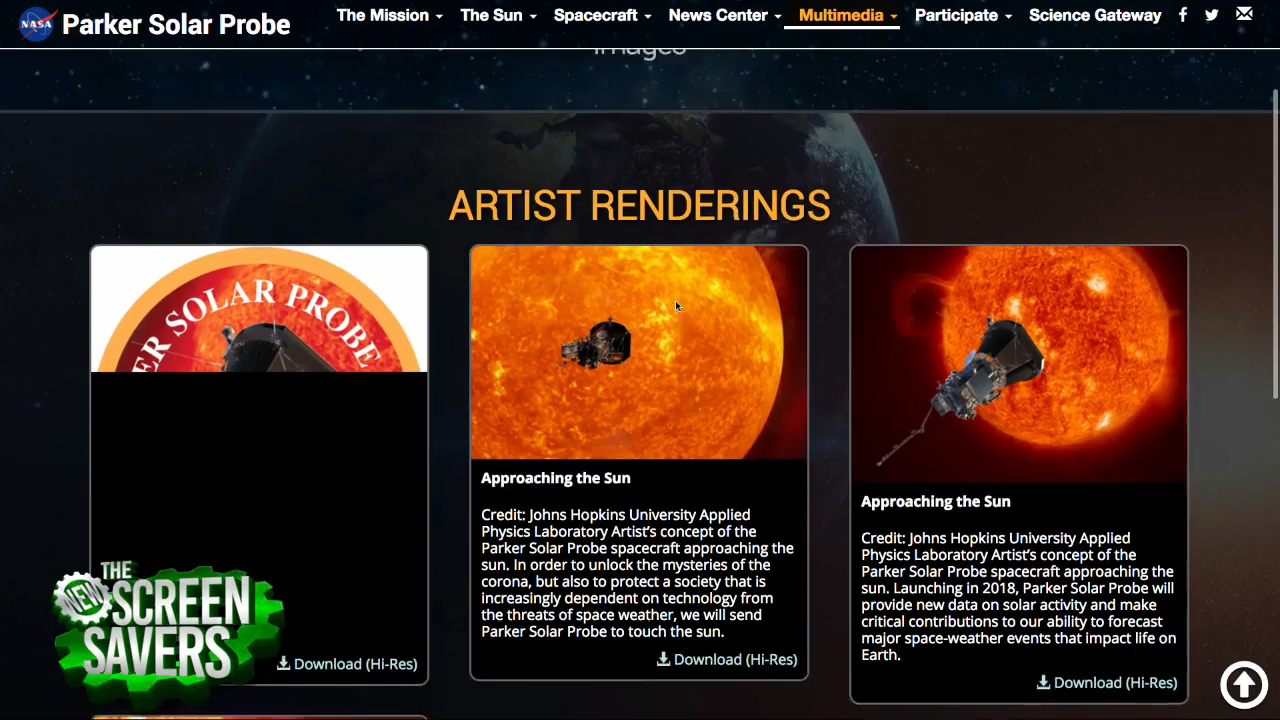 NASA
Parker Solar Probe
The Mission
The Sun
Spacecraft
News Center
Multimedia
Participate
Science Gateway
Images
ARTIST RENDERINGS
ER SOLAR PROBE
Approaching the Sun
Credit: Johns Hopkins University Applied
Physics Laboratory Artist's concept of the
Parker Solar Probe spacecraft approaching the
sun. In order to unlock the mysteries of the
corona, but also to protect a society that is
increasingly dependent on technology from
the threats of space weather, we will send
Parker Solar Probe to touch the sun.
Download (Hi-Res)
Approaching the Sun
Credit: Johns Hopkins University Applied
Physics Laboratory Artist's concept of the
Parker Solar Probe spacecraft approaching the
sun. Launching in 2018, Parker Solar Probe will
provide new data on solar activity and make
critical contributions to our ability to forecast
major space-weather events that impact life on
Earth.
Download (Hi-Res)
Download (Hi-Res)
THE
NEW
SCREEN
SAVERS